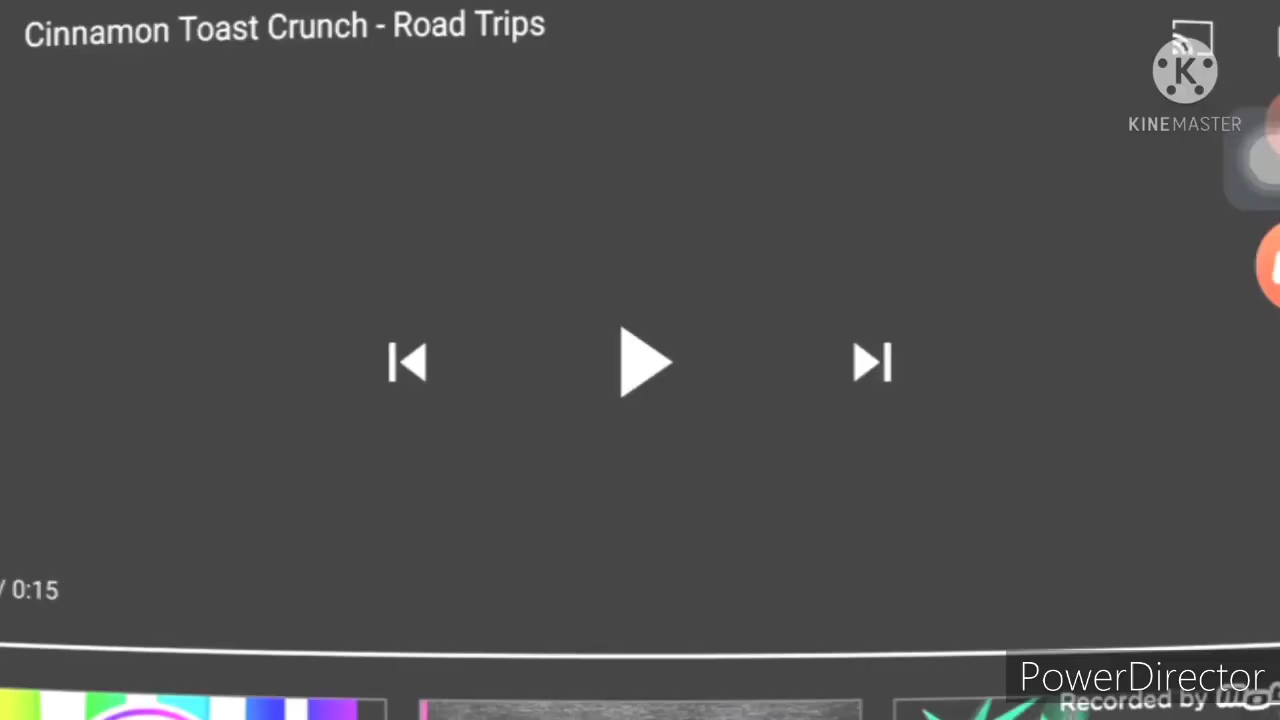 Cinnamon Toast Crunch - Road Trips
K
KINEMASTER
/ 0:15
PowerDirector
Recorded by